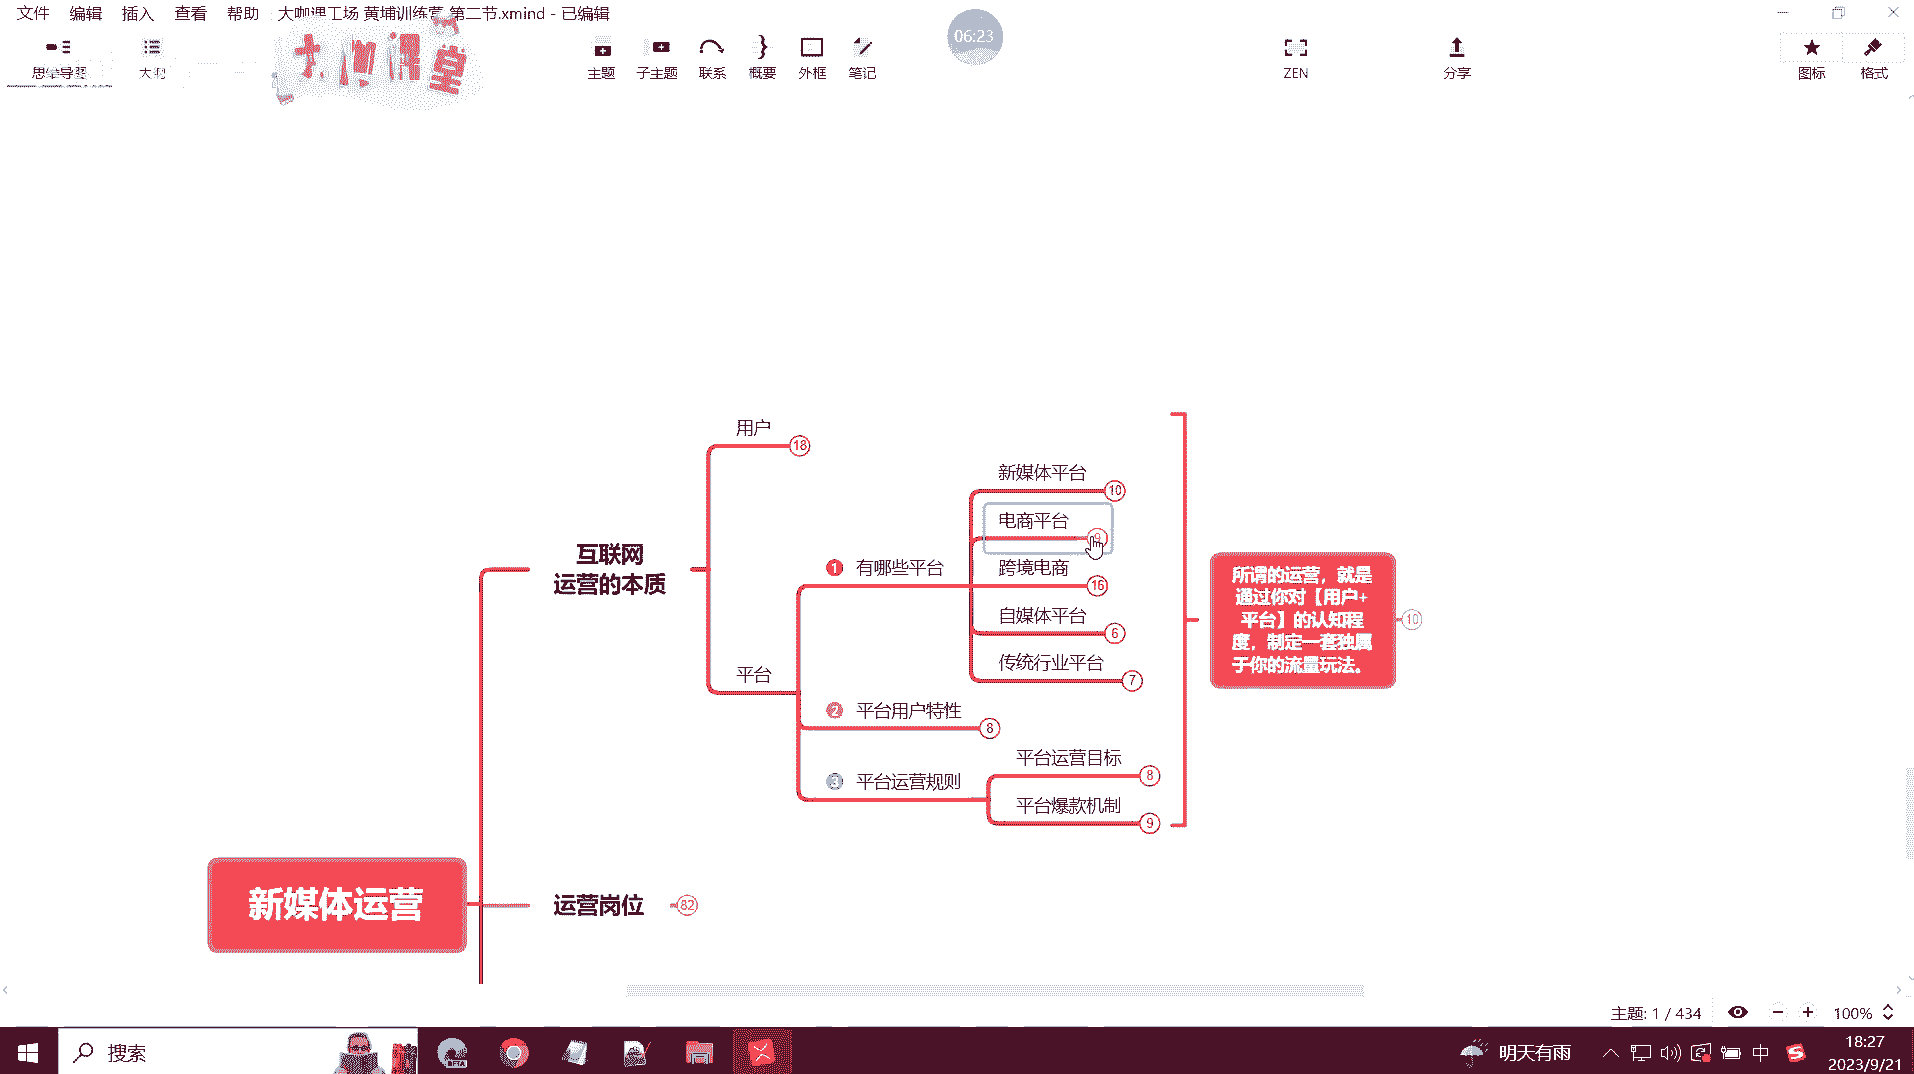 文件 编辑 插入 查看 帮助 大咖课工场 黄埔训练营 第二节.xmind - 已编辑
思维导图 大纲 大咖课堂 主题 子主题 联系 概要 外框 笔记 06:23 ZEN 分享 图标 格式
用户 18
新媒体平台 10
电商平台 9
互联网
运营的本质
1 有哪些平台
跨境电商 16
自媒体平台 6
传统行业平台 7
平台
2 平台用户特性 8
3 平台运营规则
平台运营目标 8
平台爆款机制 9
所谓的运营，就是
通过你对【用户+
平台】的认知程
度，制定一套独属
于你的流量玩法。
10
新媒体运营
运营岗位 82
主题: 1 / 434 100%
搜索 BETA 明天有雨 中 18:27
2023/9/21